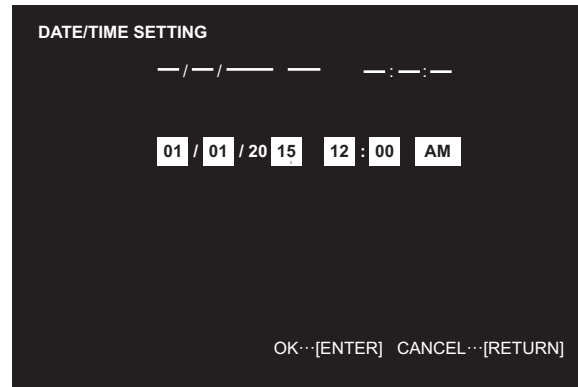 DATE/TIME SETTING
—/—/—— —— —:—:—
01 / 01 / 20 15 12 : 00 AM
OK···[ENTER] CANCEL···[RETURN]